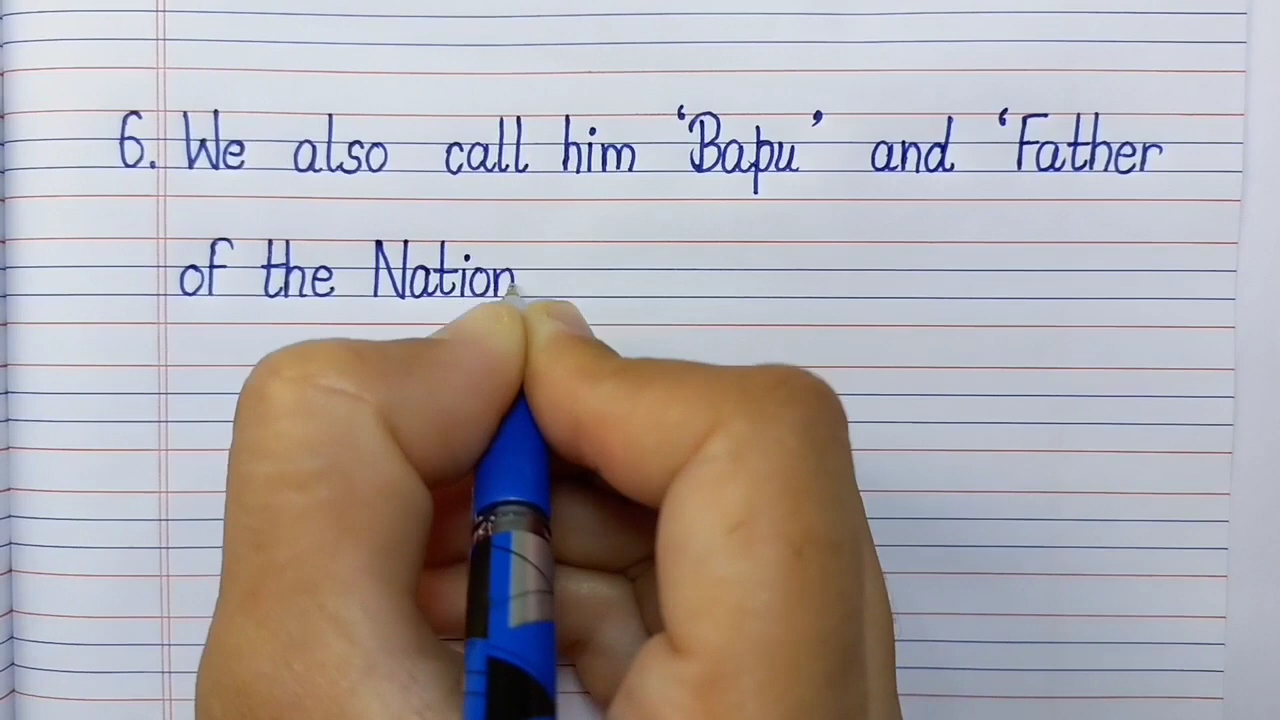 6. We also call him ‘Bapu’ and ‘Father
of the Nation